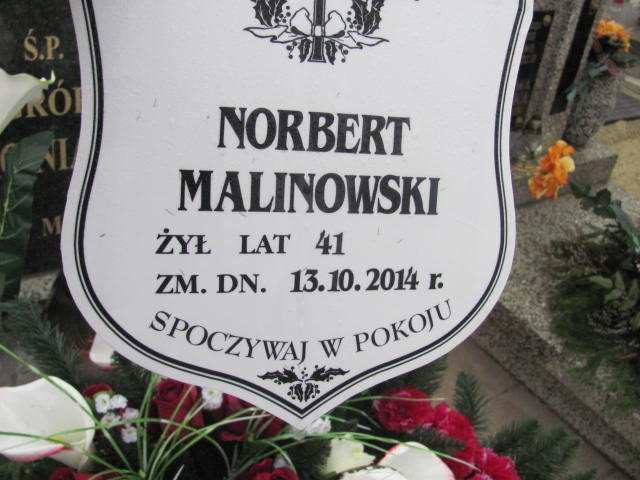 Ś.P.
NORBERT
MALINOWSKI
ŻYŁ LAT 41
ZM. DN. 13.10.2014 r.
SPOCZYWAJ W POKOJU